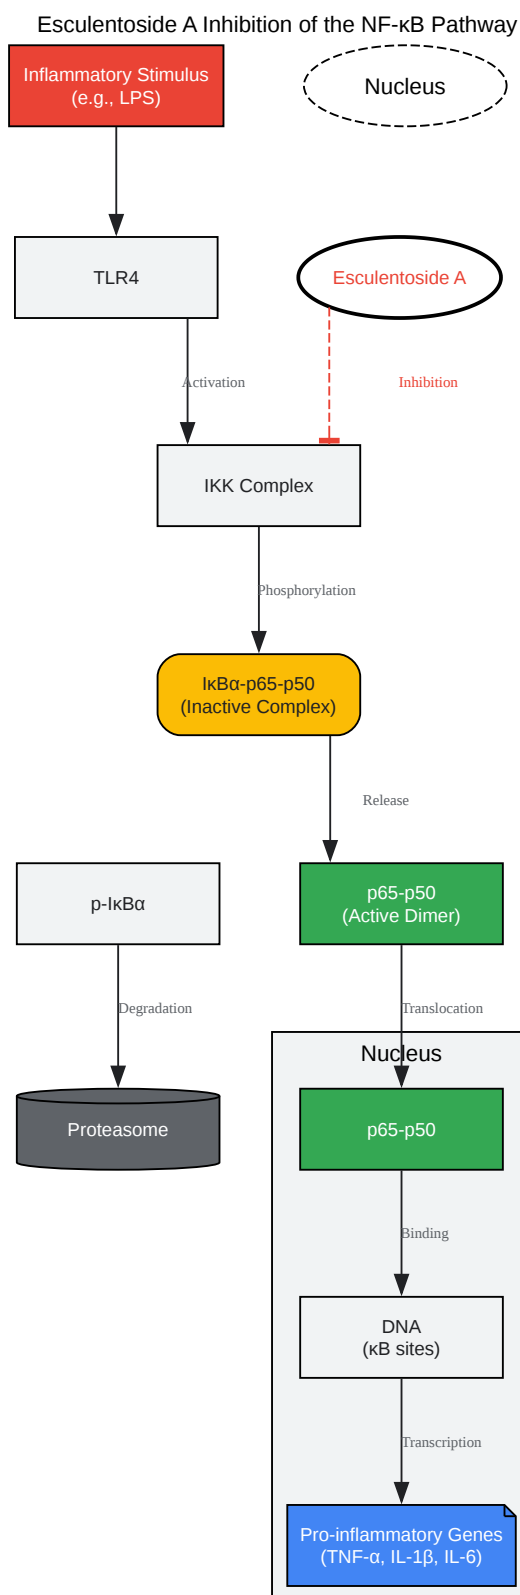 Esculentoside A Inhibition of the NF-κB Pathway
Inflammatory Stimulus
(e.g., LPS)
Nucleus
TLR4
Esculentoside A
Activation
Inhibition
IKK Complex
Phosphorylation
IκBα-p65-p50
(Inactive Complex)
Release
p-IκBα
p65-p50
(Active Dimer)
Degradation
Translocation
Nucleus
Proteasome
p65-p50
Binding
DNA
(κB sites)
Transcription
Pro-inflammatory Genes
(TNF-α, IL-1β, IL-6)